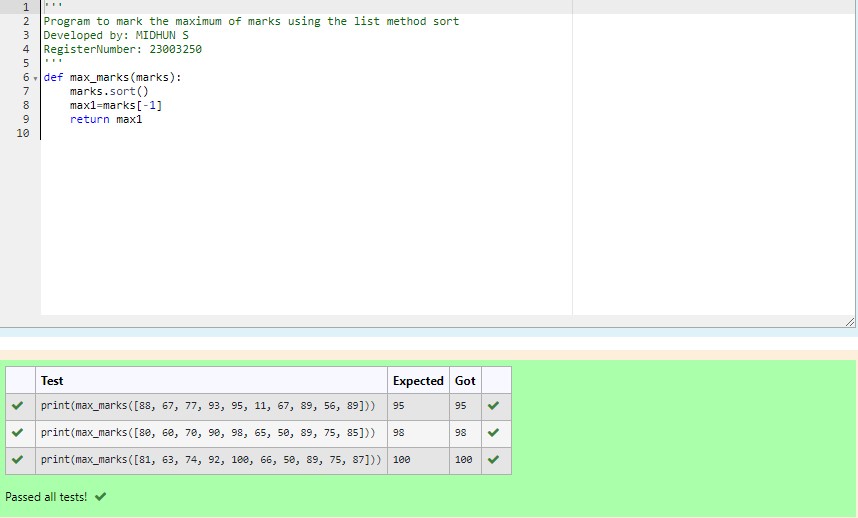 1 '''
2 Program to mark the maximum of marks using the list method sort
3 Developed by: MIDHUN S
4 RegisterNumber: 23003250
5 '''
6 def max_marks(marks):
7     marks.sort()
8     max1=marks[-1]
9     return max1
10
Test Expected Got
print(max_marks([88, 67, 77, 93, 95, 11, 67, 89, 56, 89])) 95 95
print(max_marks([80, 60, 70, 90, 98, 65, 50, 89, 75, 85])) 98 98
print(max_marks([81, 63, 74, 92, 100, 66, 50, 89, 75, 87])) 100 100
Passed all tests!